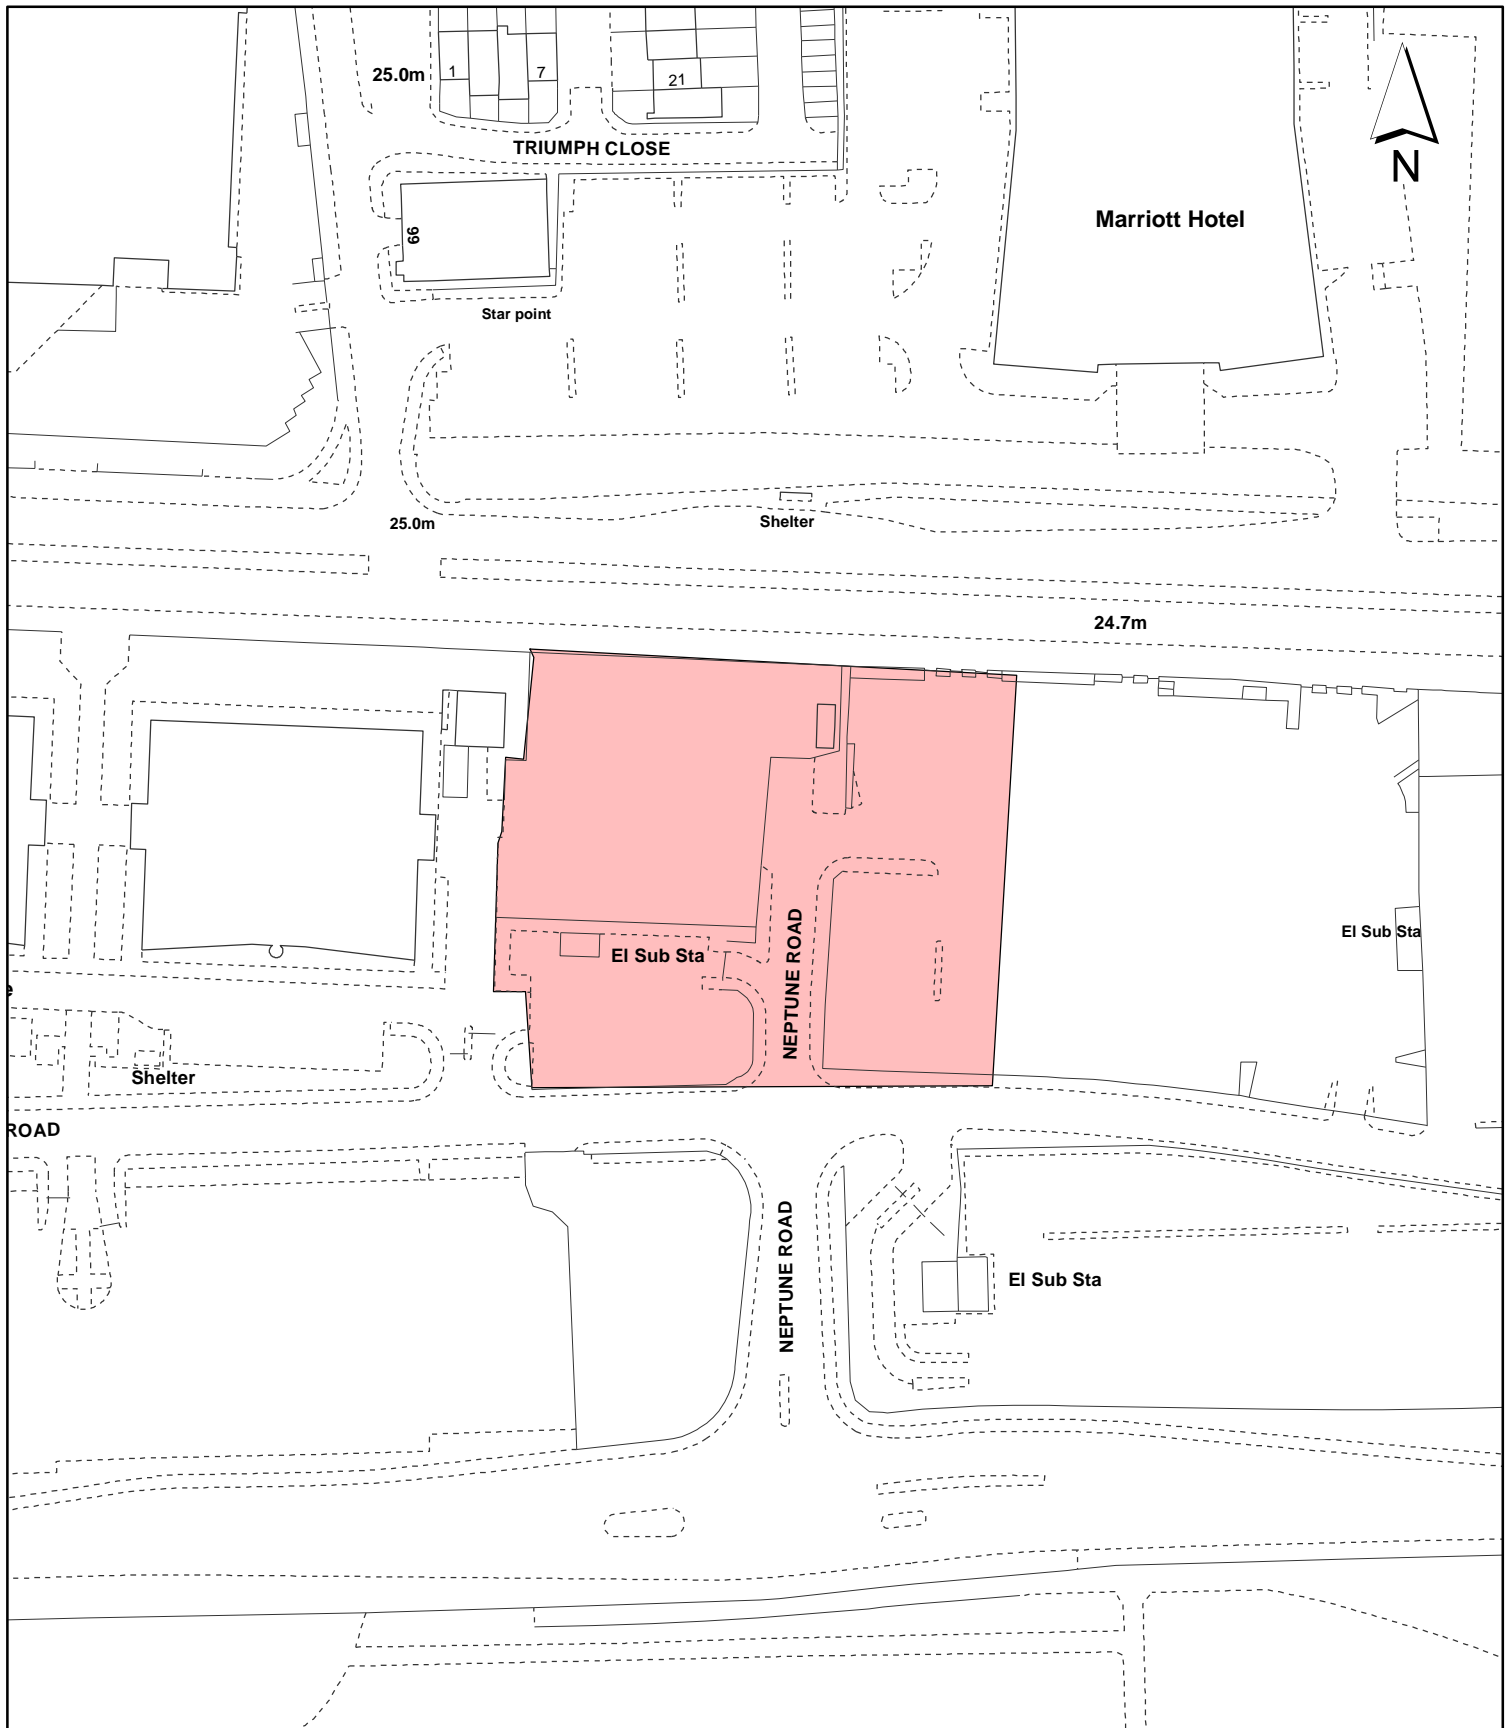 1
7
21
25.0m
TRIUMPH CLOSE
N
Marriott Hotel
66
Star point
25.0m
Shelter
24.7m
El Sub Sta
El Sub Sta
NEPTUNE ROAD
Shelter
ROAD
NEPTUNE ROAD
El Sub Sta